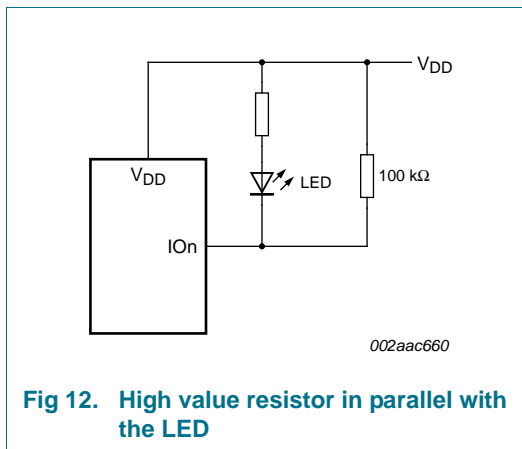 VDD
VDD
LED
100 kΩ
IOn
002aac660
Fig 12. High value resistor in parallel with
the LED